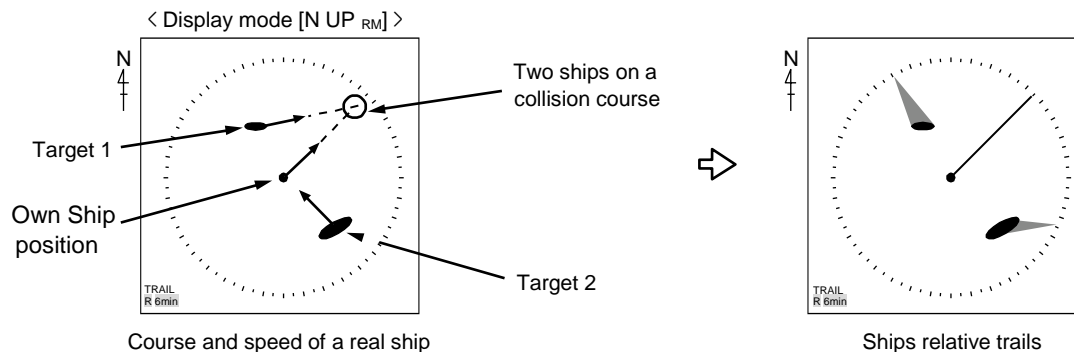 < Display mode [N UP RM] >
N
Two ships on a
collision course
Target 1
Own Ship
position
Target 2
TRAIL
R 6min
Course and speed of a real ship
N
TRAIL
R 6min
Ships relative trails